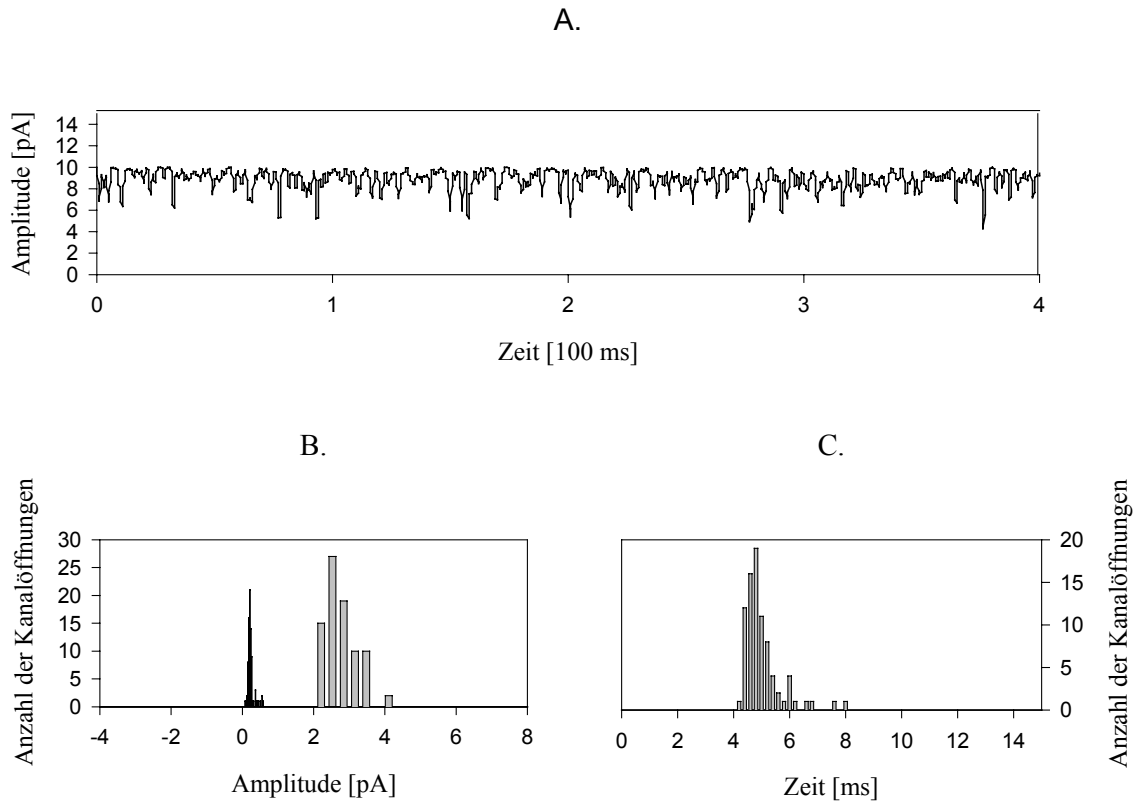 A.
Amplitude [pA]
14
12
10
8
6
4
2
0
0 1 2 3 4
Zeit [100 ms]
B.
Anzahl der Kanalöffnungen
30
25
20
15
10
5
0
-4 -2 0 2 4 6 8
Amplitude [pA]
C.
20
15
10
5
0
Anzahl der Kanalöffnungen
0 2 4 6 8 10 12 14
Zeit [ms]